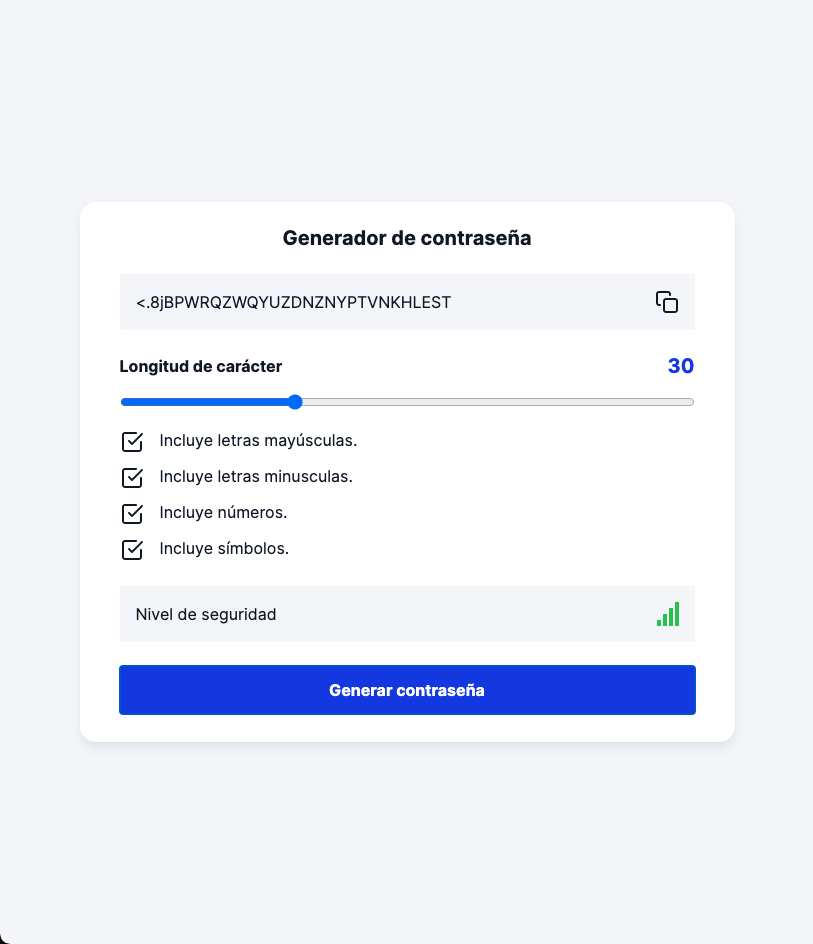 Generador de contraseña
<.8jBPWRQZWQYUZDNZNYPTVNKHLEST
Longitud de carácter
30
Incluye letras mayúsculas.
Incluye letras minusculas.
Incluye números.
Incluye símbolos.
Nivel de seguridad
Generar contraseña